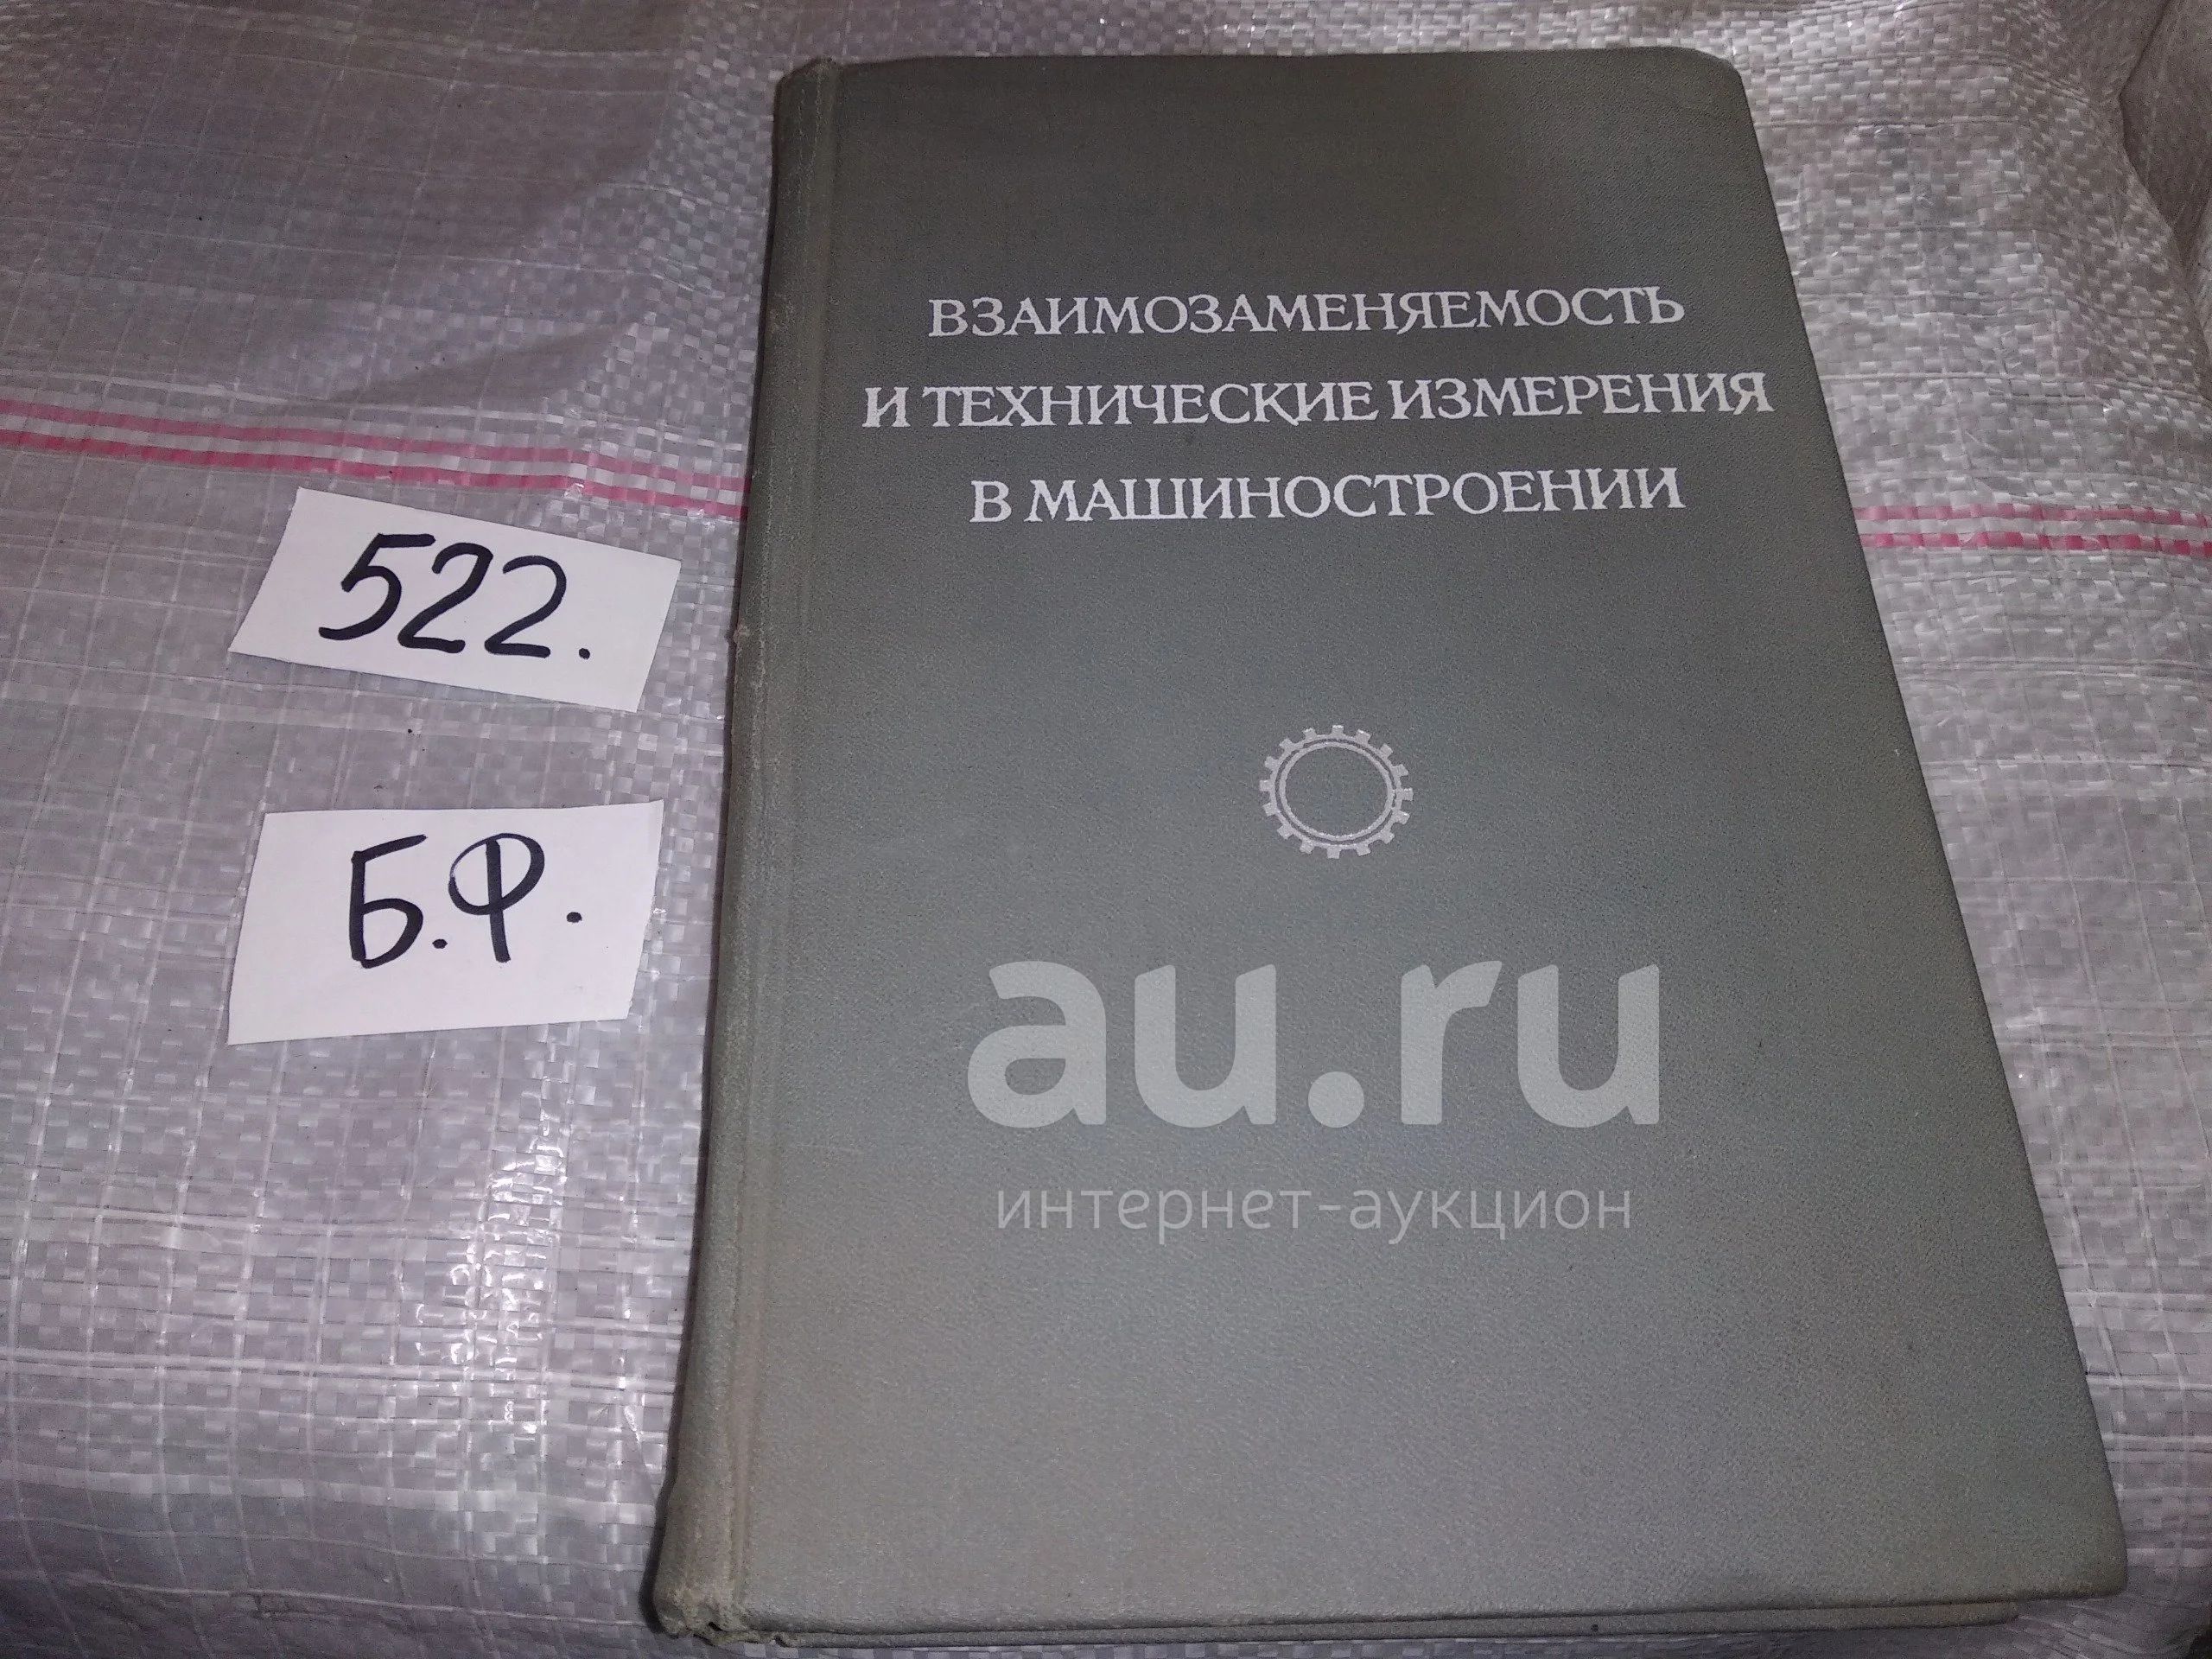 ВЗАИМОЗАМЕНЯЕМОСТЬ
И ТЕХНИЧЕСКИЕ ИЗМЕРЕНИЯ
В МАШИНОСТРОЕНИИ
522.
Б.Ф.
au.ru
интернет-аукцион